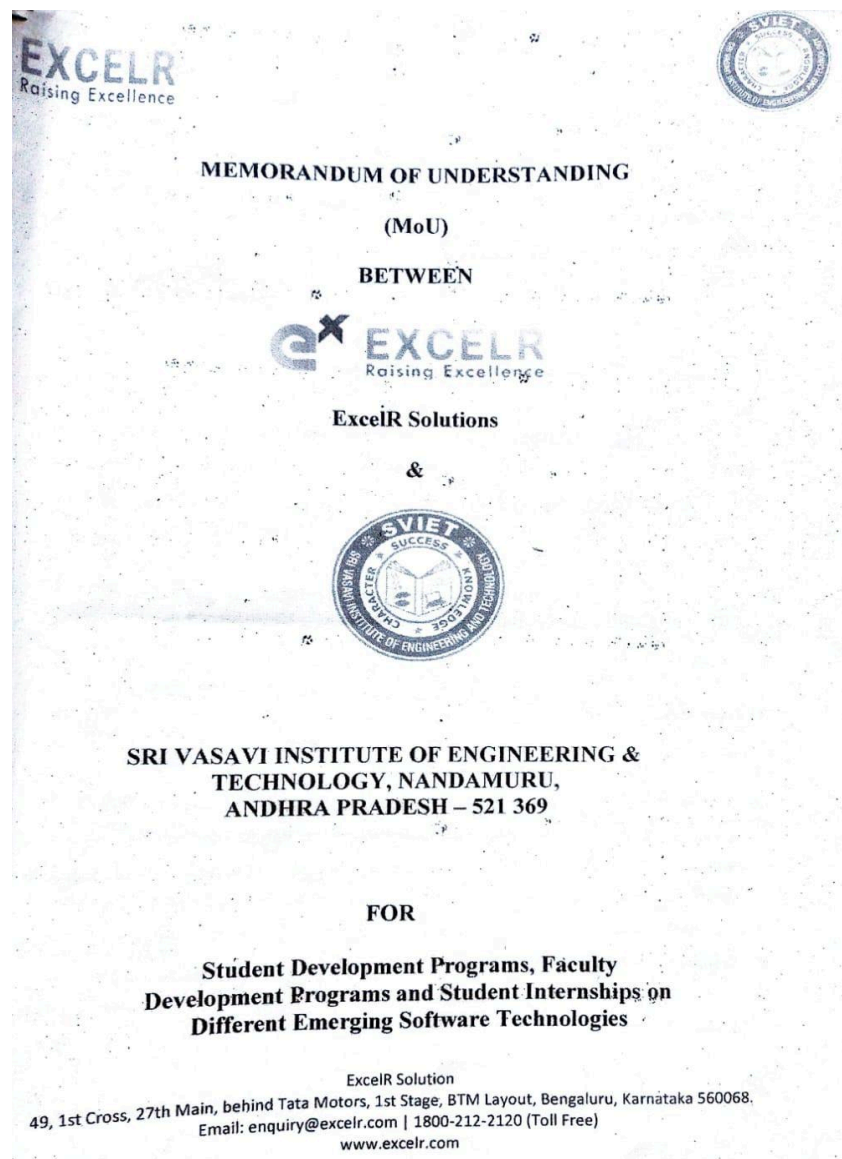 EXCELR
Raising Excellence
MEMORANDUM OF UNDERSTANDING
(MoU)
BETWEEN
ex EXCELR
Raising Excellence
ExcelR Solutions
&
SVIET
SUCCESS
CHARACTER
KNOWLEDGE
SRI VASAVI INSTITUTE OF ENGINEERING AND TECHNOLOGY
SRI VASAVI INSTITUTE OF ENGINEERING &
TECHNOLOGY, NANDAMURU,
ANDHRA PRADESH – 521 369
FOR
Student Development Programs, Faculty
Development Programs and Student Internships on
Different Emerging Software Technologies
ExcelR Solution
49, 1st Cross, 27th Main, behind Tata Motors, 1st Stage, BTM Layout, Bengaluru, Karnataka 560068.
Email: enquiry@excelr.com | 1800-212-2120 (Toll Free)
www.excelr.com